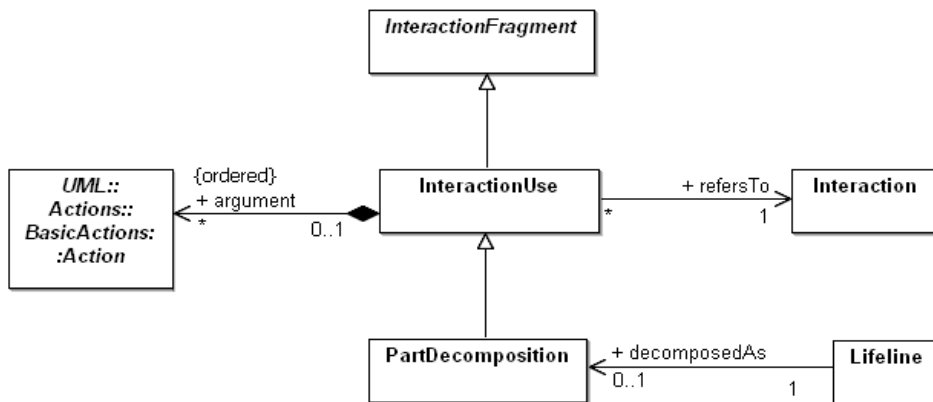 InteractionFragment
{ordered}
+ argument
*
0..1
UML::
Actions::
BasicActions:
:Action
InteractionUse
*
+ refersTo
1
Interaction
PartDecomposition
+ decomposedAs
0..1
1
Lifeline